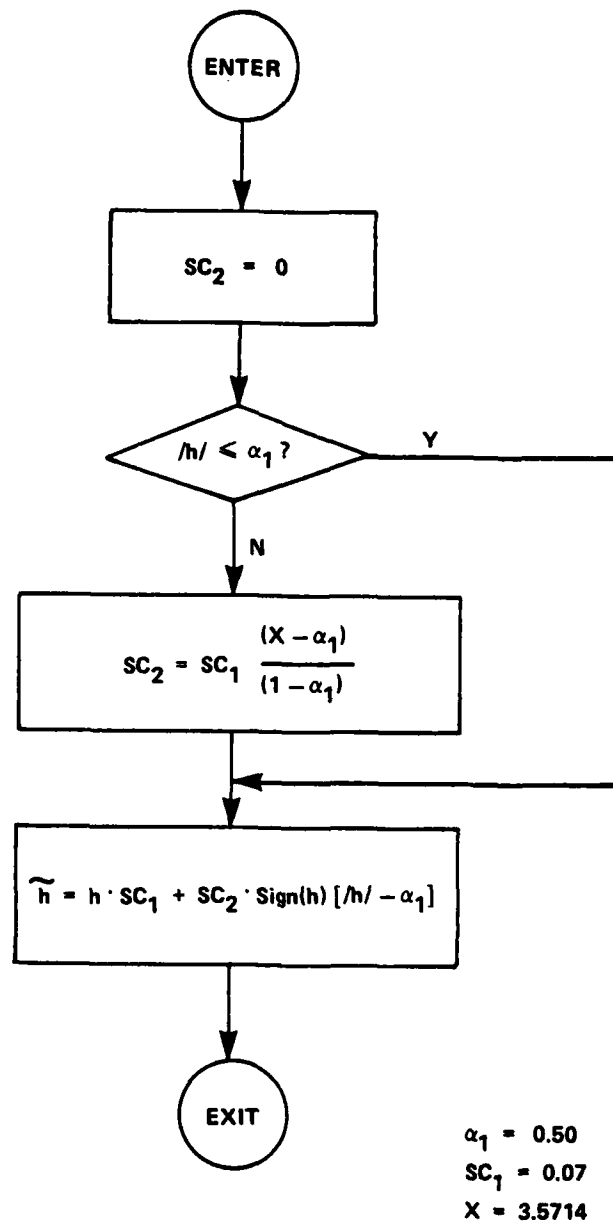 ENTER
SC₂ = 0
/h/ ⩽ α₁ ?
Y
N
SC₂ = SC₁ (X – α₁) / (1 – α₁)
h̃ = h · SC₁ + SC₂ · Sign(h) [/h/ – α₁]
EXIT
α₁ = 0.50
SC₁ = 0.07
X = 3.5714